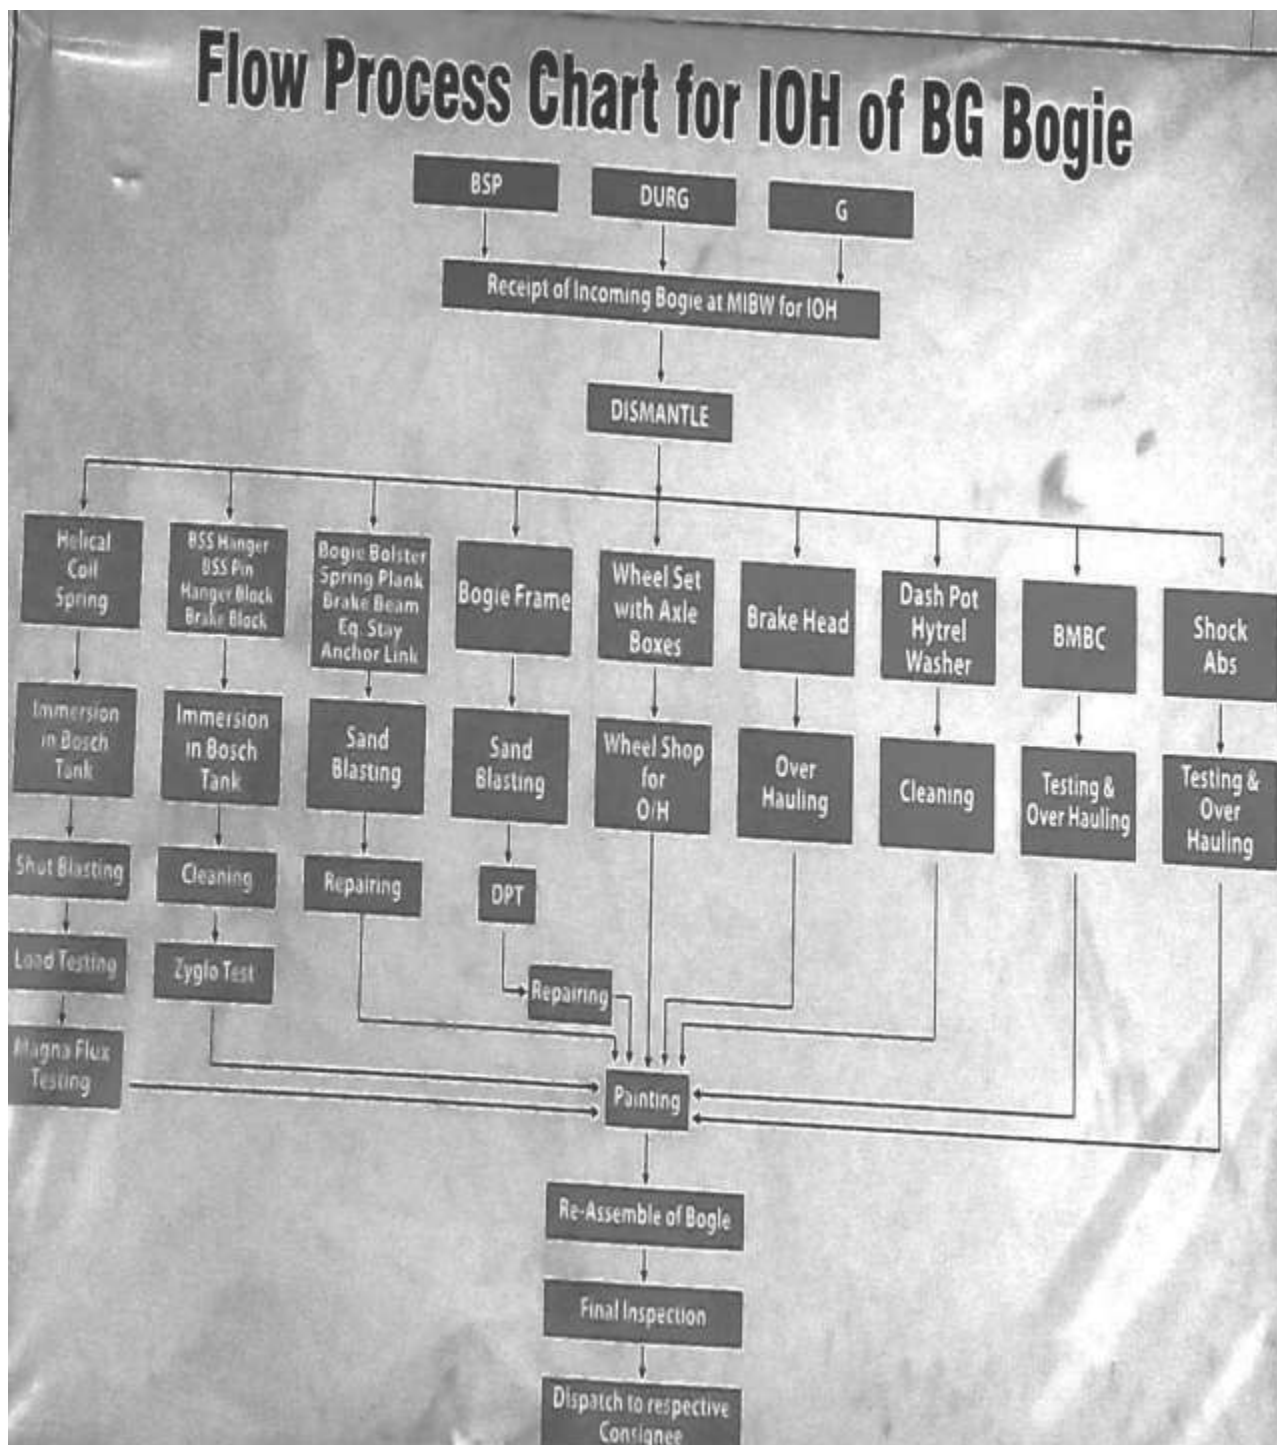 Flow Process Chart for IOH of BG Bogie
BSP
DURG
G
Receipt of Incoming Bogie at MIBW for IOH
DISMANTLE
Helical
Coil
Spring
BSS Hanger
BSS Pin
Hanger Block
Brake Block
Bogie Bolster
Spring Plank
Brake Beam
Eq. Stay
Anchor Link
Bogie Frame
Wheel Set
with Axle
Boxes
Brake Head
Dash Pot
Hytrel
Washer
BMBC
Shock
Abs
Immersion
in Bosch
Tank
Immersion
in Bosch
Tank
Sand
Blasting
Sand
Blasting
Wheel Shop
for
O/H
Over
Hauling
Cleaning
Testing &
Over Hauling
Testing &
Over
Hauling
Shut Blasting
Cleaning
Repairing
DPT
Load Testing
Zyglo Test
Repairing
Magna Flux
Testing
Painting
Re-Assemble of Bogie
Final Inspection
Dispatch to respective
Consignee